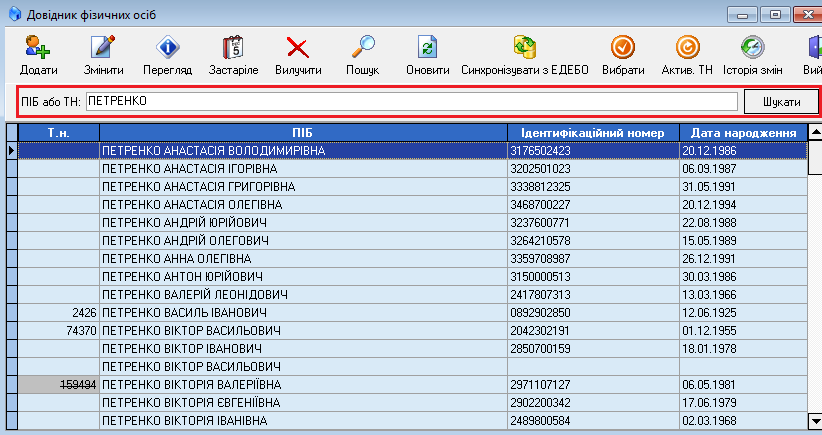 Довідник фізичних осіб
Додати Змінити Перегляд Застаріле Вилучити Пошук Оновити Синхронізувати з ЕДЕБО Вибрати Актив. ТН Історія змін Вий
ПІБ або ТН: ПЕТРЕНКО Шукати
Т.н. ПІБ Ідентифікаційний номер Дата народження
ПЕТРЕНКО АНАСТАСІЯ ВОЛОДИМИРІВНА 3176502423 20.12.1986
ПЕТРЕНКО АНАСТАСІЯ ІГОРІВНА 3202501023 06.09.1987
ПЕТРЕНКО АНАСТАСІЯ ГРИГОРІВНА 3338812325 31.05.1991
ПЕТРЕНКО АНАСТАСІЯ ОЛЕГІВНА 3468700227 20.12.1994
ПЕТРЕНКО АНДРІЙ ЮРІЙОВИЧ 3237600771 22.08.1988
ПЕТРЕНКО АНДРІЙ ОЛЕГОВИЧ 3264210578 15.05.1989
ПЕТРЕНКО АННА ОЛЕГІВНА 3359708987 26.12.1991
ПЕТРЕНКО АНТОН ЮРІЙОВИЧ 3150000513 30.03.1986
ПЕТРЕНКО ВАЛЕРІЙ ЛЕОНІДОВИЧ 2417807313 13.03.1966
2426 ПЕТРЕНКО ВАСИЛЬ ІВАНОВИЧ 0892902850 12.06.1925
74370 ПЕТРЕНКО ВІКТОР ВАСИЛЬОВИЧ 2042302191 01.12.1955
ПЕТРЕНКО ВІКТОР ІВАНОВИЧ 2850700159 18.01.1978
ПЕТРЕНКО ВІКТОР ВАСИЛЬОВИЧ
159494 ПЕТРЕНКО ВІКТОРІЯ ВАЛЕРІЇВНА 2971107127 06.05.1981
ПЕТРЕНКО ВІКТОРІЯ ЄВГЕНІЇВНА 2902200342 17.06.1979
ПЕТРЕНКО ВІКТОРІЯ ІВАНІВНА 2489800584 02.03.1968